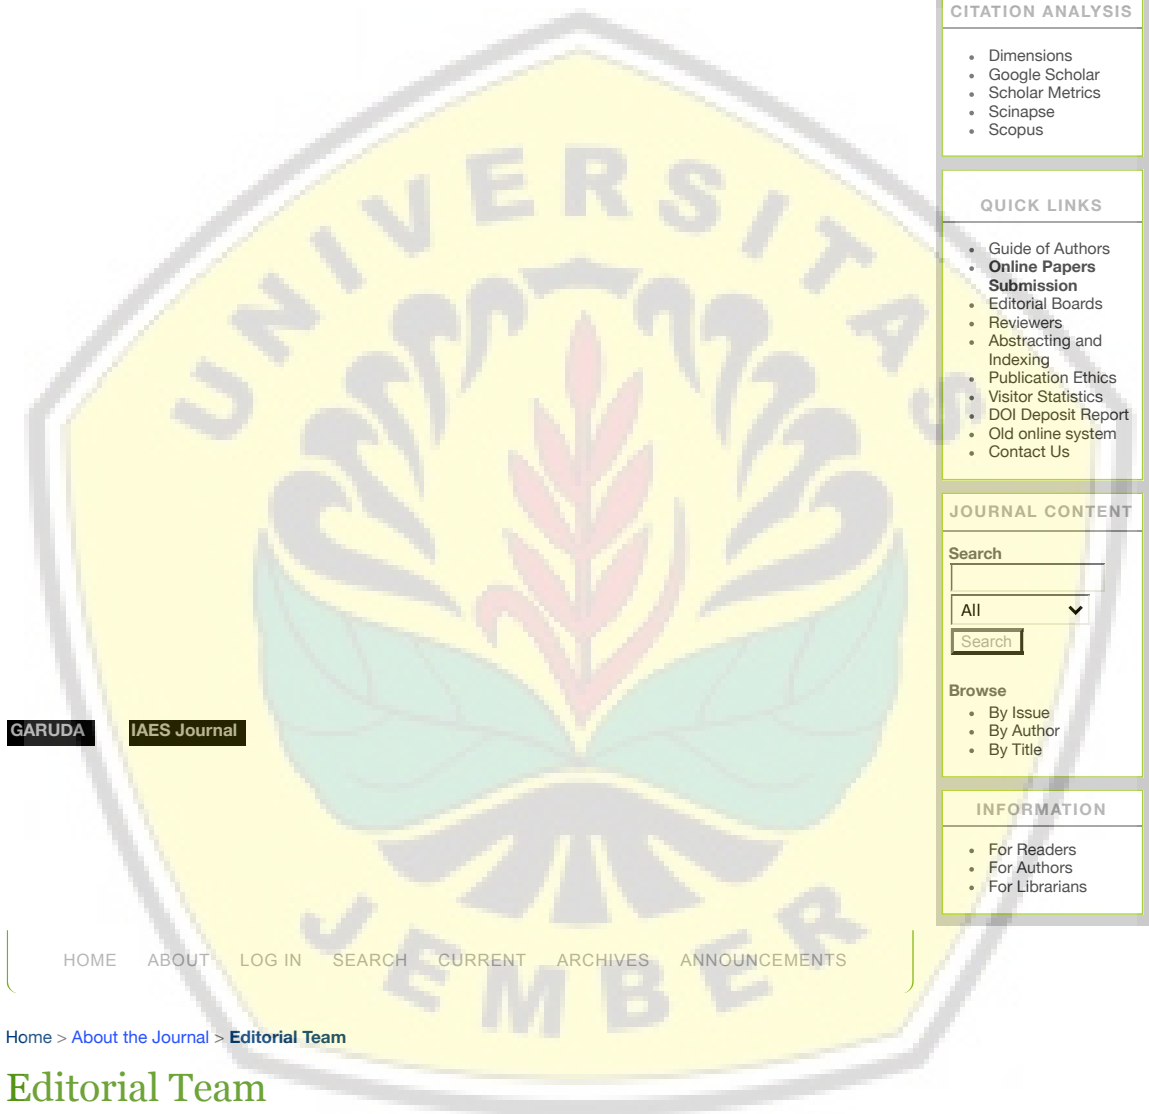 CITATION ANALYSIS
Dimensions
Google Scholar
Scholar Metrics
Scinapse
Scopus
QUICK LINKS
Guide of Authors
Online Papers
Submission
Editorial Boards
Reviewers
Abstracting and
Indexing
Publication Ethics
Visitor Statistics
DOI Deposit Report
Old online system
Contact Us
JOURNAL CONTENT
Search
All
Search
Browse
By Issue
By Author
By Title
INFORMATION
For Readers
For Authors
For Librarians
UNIVERSITAS
JEMBER
GARUDA IAES Journal
HOME ABOUT LOG IN SEARCH CURRENT ARCHIVES ANNOUNCEMENTS
Home > About the Journal > Editorial Team
Editorial Team